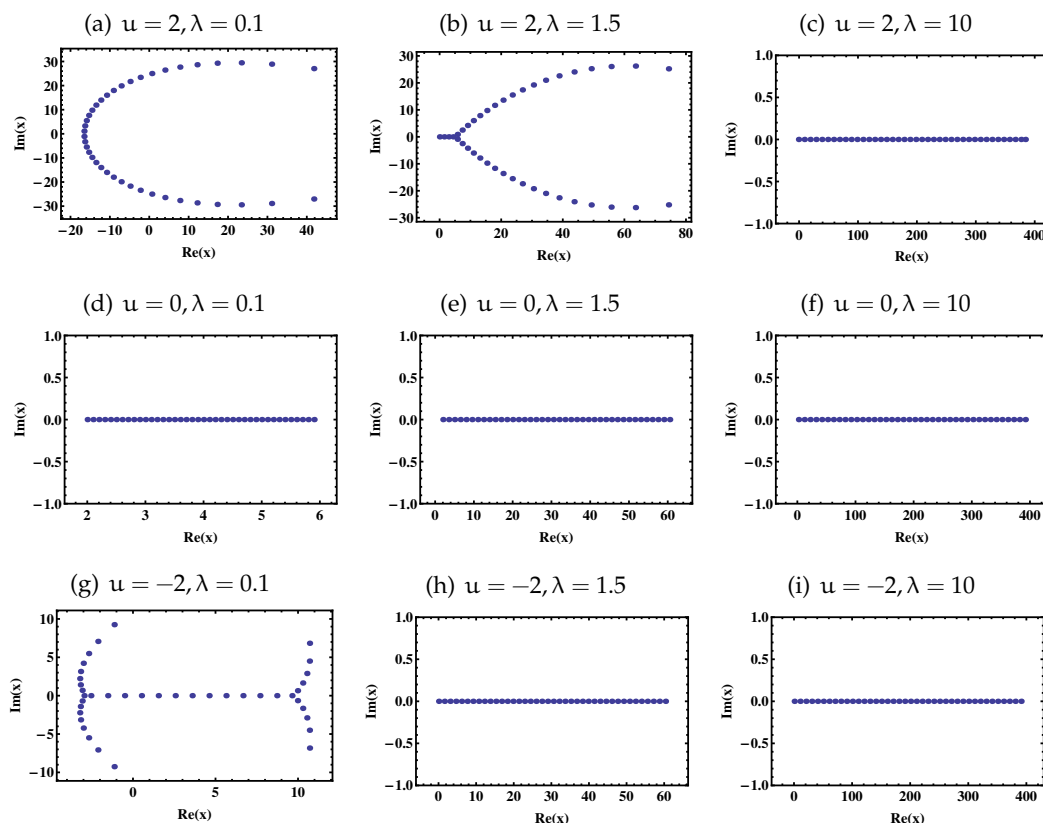 (a) u = 2, λ = 0.1
(b) u = 2, λ = 1.5
(c) u = 2, λ = 10
30
20
10
0
−10
−20
−30
Im(x)
−20 −10 0 10 20 30 40
Re(x)
30
20
10
0
−10
−20
−30
Im(x)
0 20 40 60 80
Re(x)
1.0
0.5
0.0
−0.5
−1.0
Im(x)
0 100 200 300 400
Re(x)
(d) u = 0, λ = 0.1
(e) u = 0, λ = 1.5
(f) u = 0, λ = 10
1.0
0.5
0.0
−0.5
−1.0
Im(x)
2 3 4 5 6
Re(x)
1.0
0.5
0.0
−0.5
−1.0
Im(x)
0 10 20 30 40 50 60
Re(x)
1.0
0.5
0.0
−0.5
−1.0
Im(x)
0 100 200 300 400
Re(x)
(g) u = −2, λ = 0.1
(h) u = −2, λ = 1.5
(i) u = −2, λ = 10
10
5
0
−5
−10
Im(x)
0 5 10
Re(x)
1.0
0.5
0.0
−0.5
−1.0
Im(x)
0 10 20 30 40 50 60
Re(x)
1.0
0.5
0.0
−0.5
−1.0
Im(x)
0 100 200 300 400
Re(x)